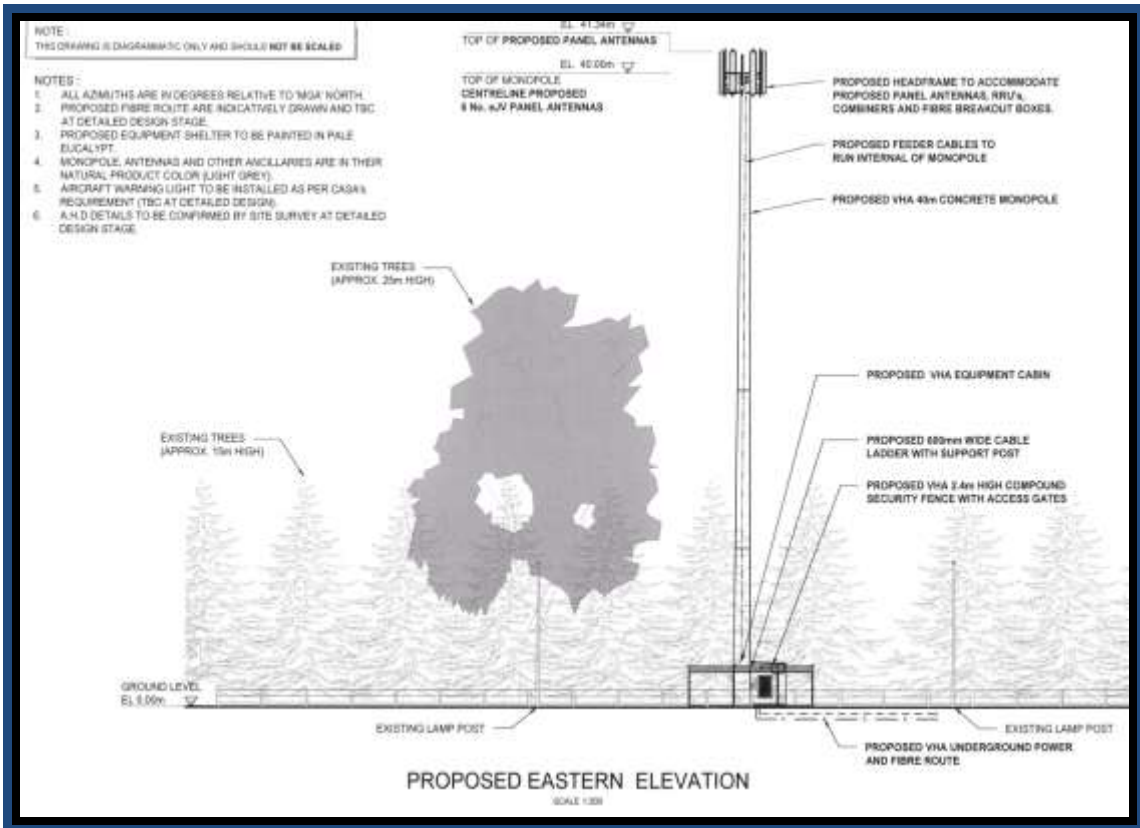 NOTE :
THIS DRAWING IS DIAGRAMMATIC ONLY AND SHOULD NOT BE SCALED
NOTES :
1. ALL AZIMUTHS ARE IN DEGREES RELATIVE TO 'MGA' NORTH.
2. PROPOSED FIBRE ROUTE ARE INDICATIVELY DRAWN AND TBC
AT DETAILED DESIGN STAGE.
3. PROPOSED EQUIPMENT SHELTER TO BE PAINTED IN PALE
EUCALYPT.
4. MONOPOLE, ANTENNAS AND OTHER ANCILLARIES ARE IN THEIR
NATURAL PRODUCT COLOR (LIGHT GREY).
5. AIRCRAFT WARNING LIGHT TO BE INSTALLED AS PER CASA's
REQUIREMENT (TBC AT DETAILED DESIGN).
6. A.H.D DETAILS TO BE CONFIRMED BY SITE SURVEY AT DETAILED
DESIGN STAGE.
EL. 41.34m
TOP OF PROPOSED PANEL ANTENNAS
EL. 40.00m
TOP OF MONOPOLE
CENTRELINE PROPOSED
6 No. eJV PANEL ANTENNAS
PROPOSED HEADFRAME TO ACCOMMODATE
PROPOSED PANEL ANTENNAS, RRU's,
COMBINERS AND FIBRE BREAKOUT BOXES.
PROPOSED FEEDER CABLES TO
RUN INTERNAL OF MONOPOLE
PROPOSED VHA 40m CONCRETE MONOPOLE
EXISTING TREES
(APPROX. 25m HIGH)
PROPOSED VHA EQUIPMENT CABIN
EXISTING TREES
(APPROX. 15m HIGH)
PROPOSED 600mm WIDE CABLE
LADDER WITH SUPPORT POST
PROPOSED VHA 2.4m HIGH COMPOUND
SECURITY FENCE WITH ACCESS GATES
GROUND LEVEL
EL 0.00m
EXISTING LAMP POST
EXISTING LAMP POST
PROPOSED VHA UNDERGROUND POWER
AND FIBRE ROUTE
PROPOSED EASTERN ELEVATION
SCALE